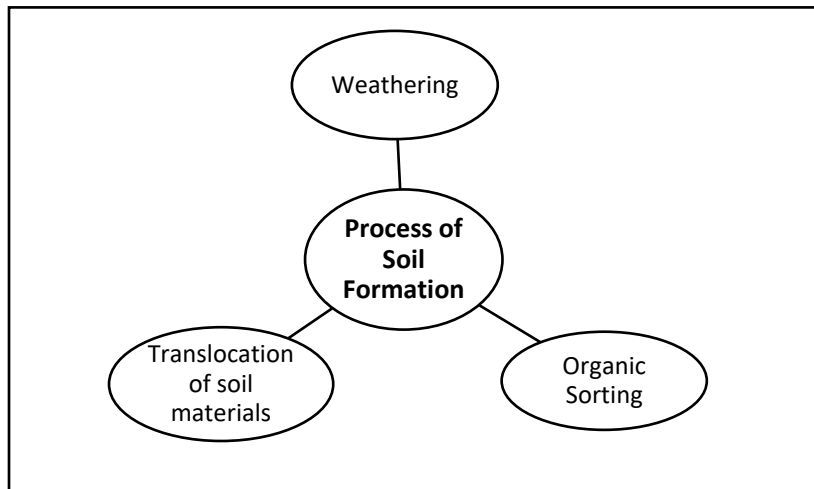 Weathering
Process of
Soil
Formation
Translocation
of soil
materials
Organic
Sorting